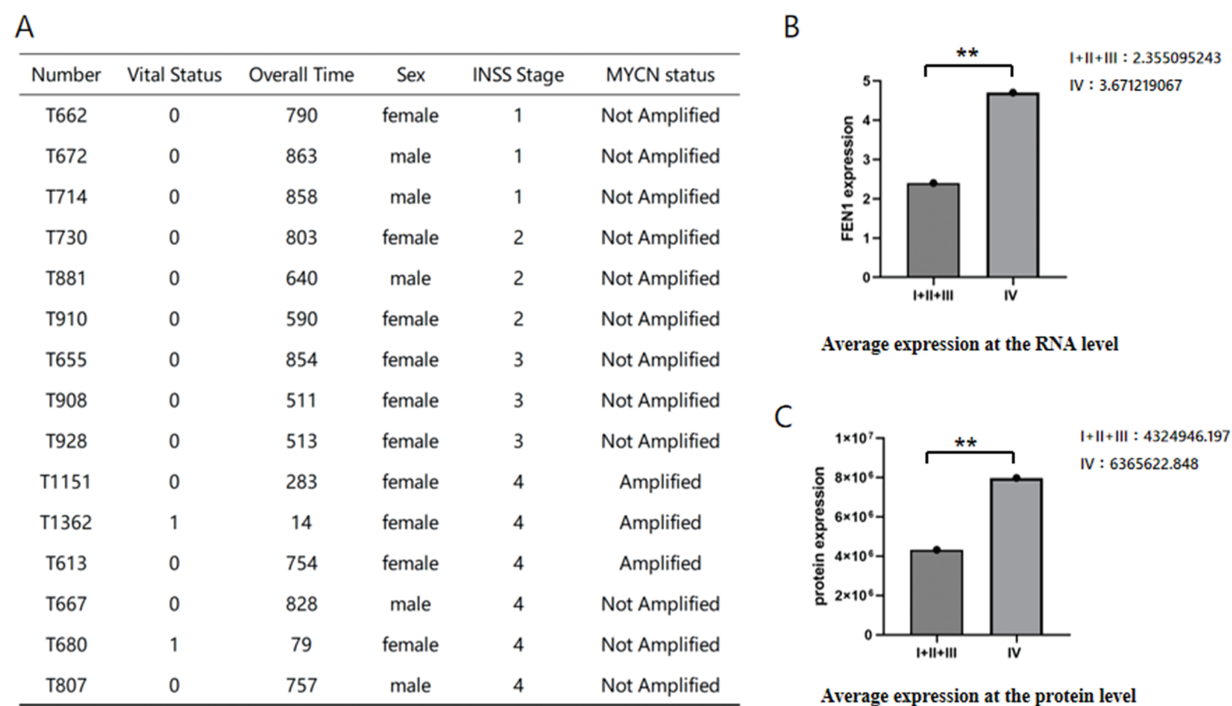 A
Number Vital Status Overall Time Sex INSS Stage MYCN status
T662 0 790 female 1 Not Amplified
T672 0 863 male 1 Not Amplified
T714 0 858 male 1 Not Amplified
T730 0 803 female 2 Not Amplified
T881 0 640 male 2 Not Amplified
T910 0 590 female 2 Not Amplified
T655 0 854 female 3 Not Amplified
T908 0 511 female 3 Not Amplified
T928 0 513 female 3 Not Amplified
T1151 0 283 female 4 Amplified
T1362 1 14 female 4 Amplified
T613 0 754 female 4 Amplified
T667 0 828 male 4 Not Amplified
T680 1 79 female 4 Not Amplified
T807 0 757 male 4 Not Amplified
B
**
I+II+III：2.355095243
IV：3.671219067
FEN1 expression
5
4
3
2
1
0
I+II+III IV
Average expression at the RNA level
C
**
I+II+III：4324946.197
IV：6365622.848
protein expression
1×10⁷
8×10⁶
6×10⁶
4×10⁶
2×10⁶
0
I+II+III IV
Average expression at the protein level